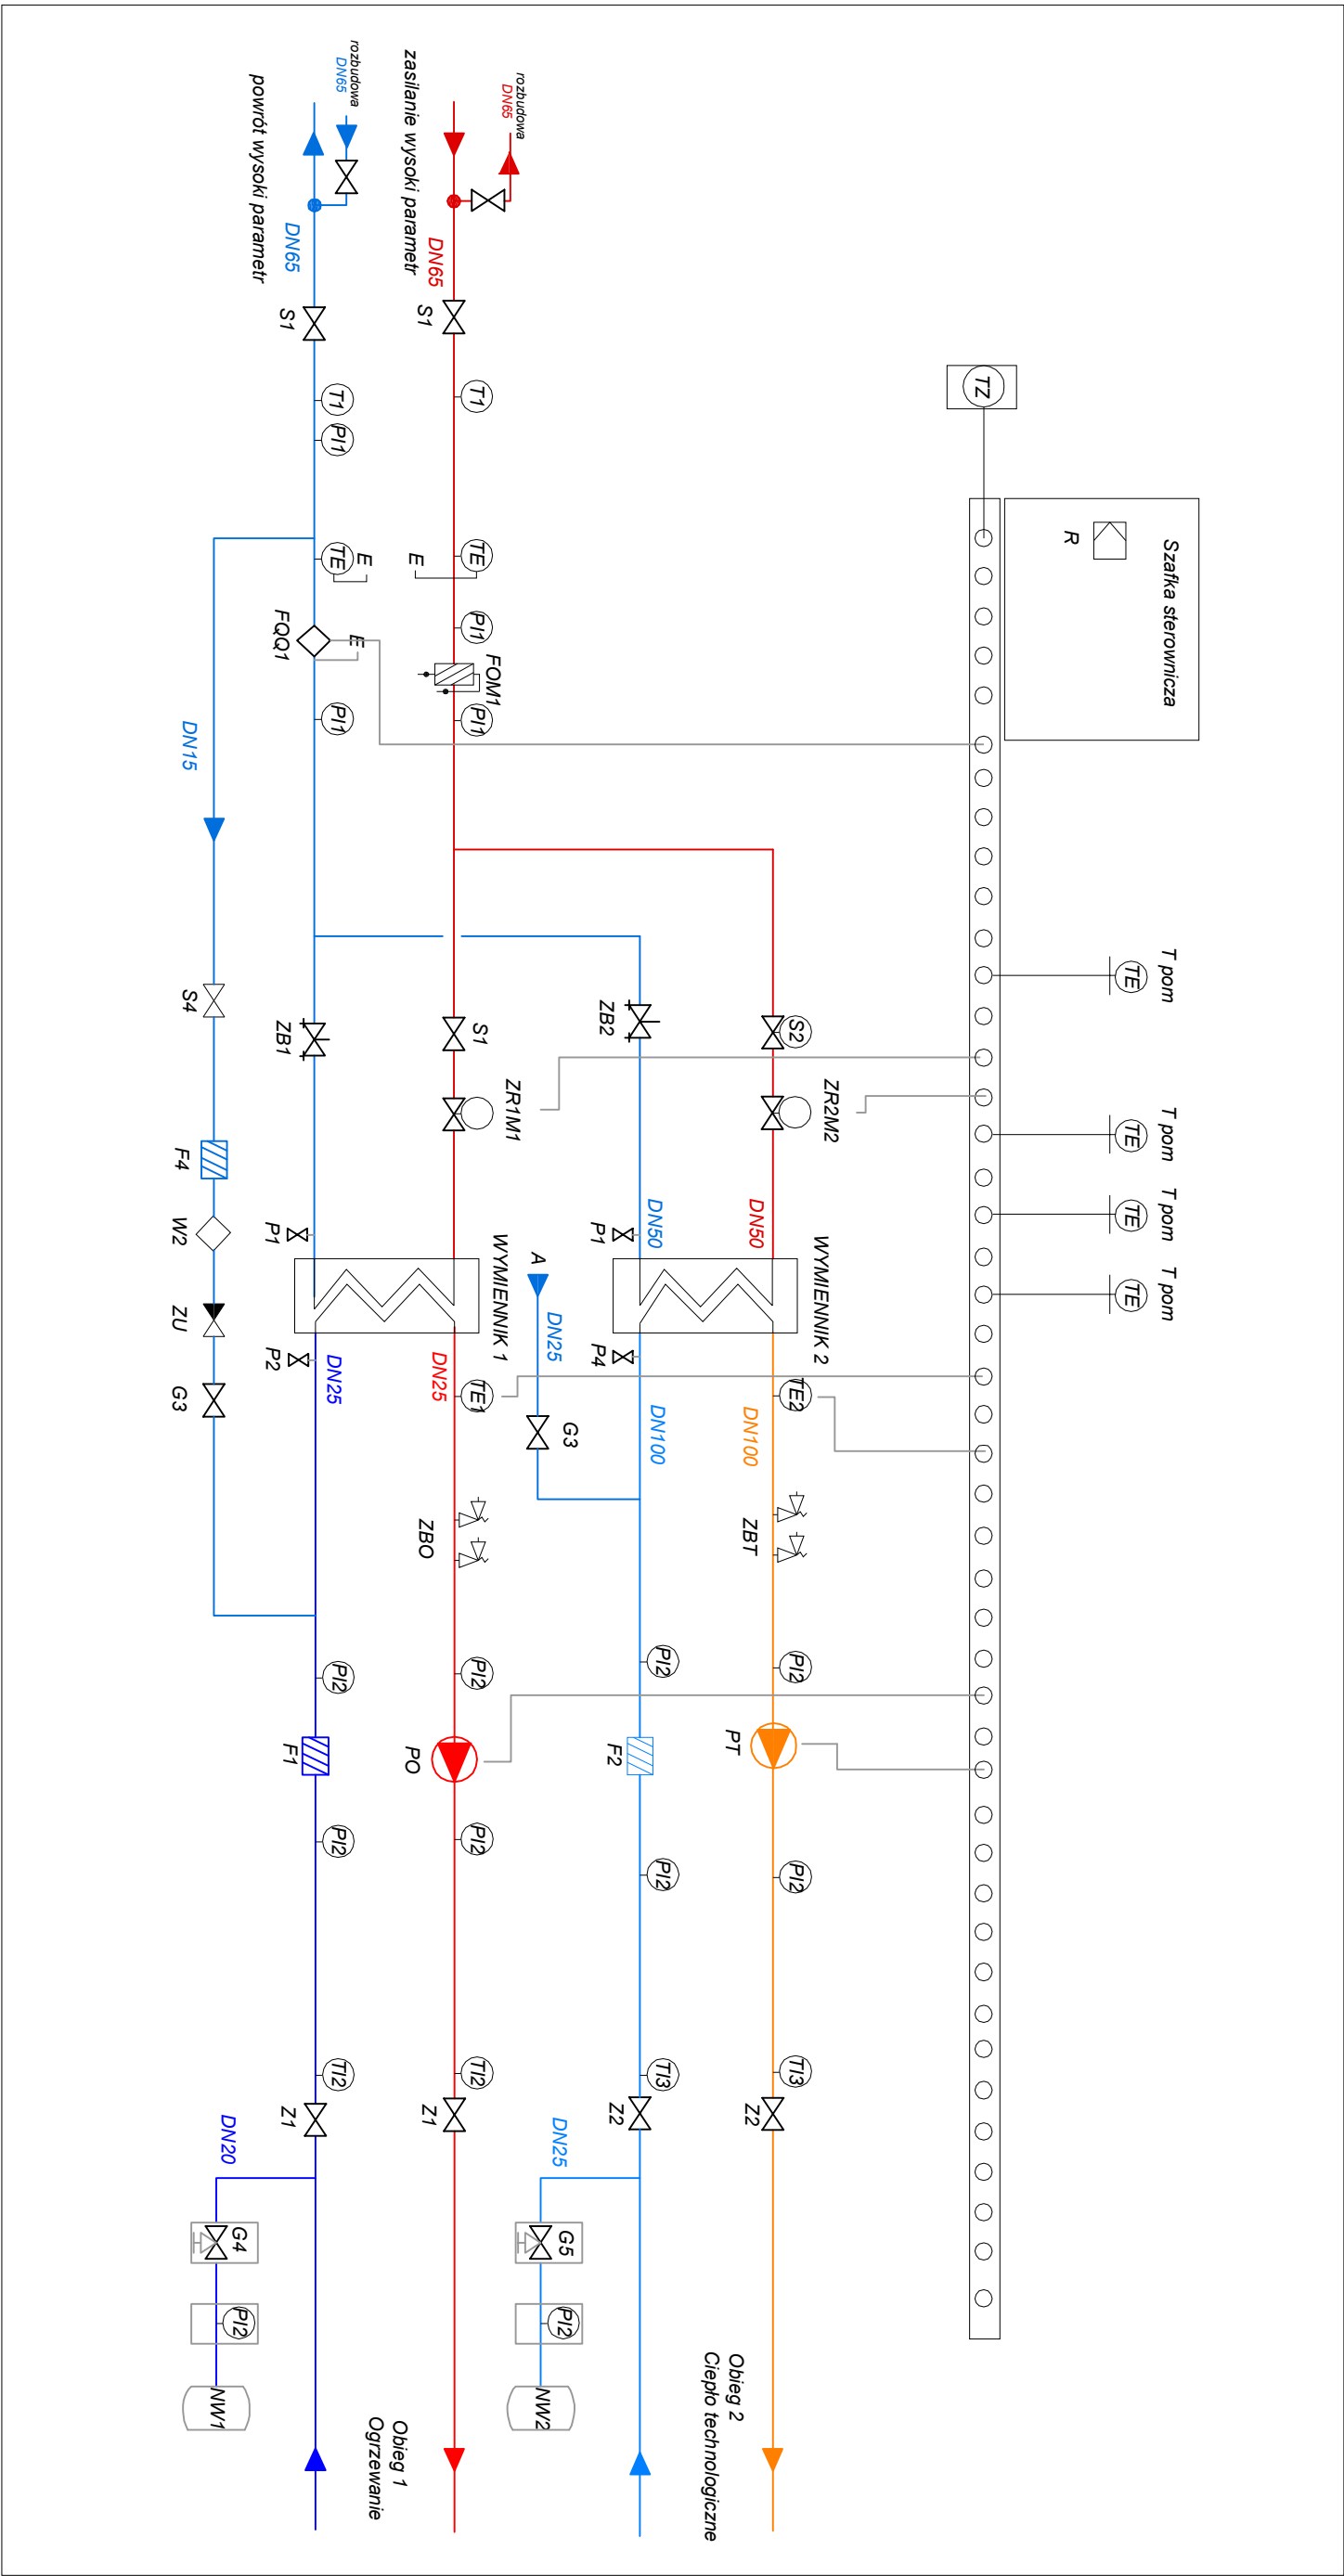 Szafka sterownicza
R
TZ
T pom
T pom
T pom
T pom
TE
TE
TE
TE
S2
ZR2M2
DN50
WYMIENNIK 2
TE2
DN100
ZBT
PI2
PT
PI2
TI3
Z2
Obieg 2
Ciepło technologiczne
ZB2
DN50
P1
P4
DN100
PI2
F2
PI2
TI3
Z2
A
DN25
G3
DN25
G5
PI2
NW2
rozbudowa
DN65
zasilanie wysoki parametr
DN65
S1
T1
TE
E
PI1
FOM1
PI1
S1
ZR1M1
WYMIENNIK 1
DN25
TE1
ZBO
PI2
PO
PI2
TI2
Z1
Obieg 1
Ogrzewanie
rozbudowa
DN65
powrót wysoki parametr
DN65
S1
T1
PI1
TE
E
FQQ1
E
PI1
ZB1
P1
P2
DN25
PI2
F1
PI2
TI2
Z1
DN20
G4
PI2
NW1
DN15
S4
F4
W2
ZU
G3